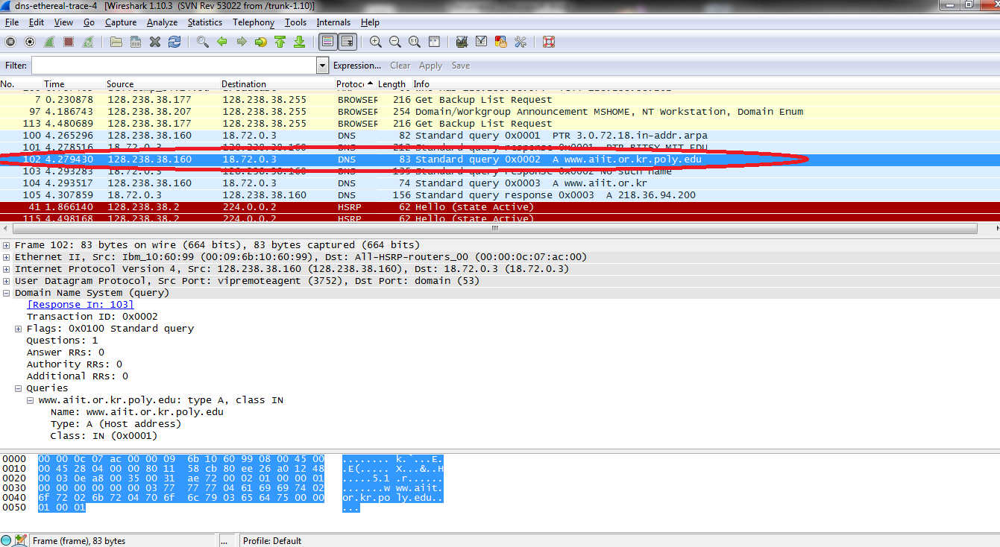 dns-ethereal-trace-4 [Wireshark 1.10.3 (SVN Rev 53022 from /trunk-1.10)]
File Edit View Go Capture Analyze Statistics Telephony Tools Internals Help
Filter: Expression... Clear Apply Save
No. Time Source Destination Protoc Length Info
7 0.230878 128.238.38.177 128.238.38.255 BROWSER 216 Get Backup List Request
97 4.186743 128.238.38.207 128.238.38.255 BROWSER 254 Domain/Workgroup Announcement MSHOME, NT Workstation, Domain Enum
113 4.480689 128.238.38.177 128.238.38.255 BROWSER 216 Get Backup List Request
100 4.265296 128.238.38.160 18.72.0.3 DNS 82 Standard query 0x0001 PTR 3.0.72.18.in-addr.arpa
101 4.278516 18.72.0.3 128.238.38.160 DNS 212 Standard query response 0x0001 PTR BITSY.MIT.EDU
102 4.279430 128.238.38.160 18.72.0.3 DNS 83 Standard query 0x0002 A www.aiit.or.kr.poly.edu
103 4.293283 18.72.0.3 128.238.38.160 DNS 135 Standard query response 0x0002 No such name
104 4.293517 128.238.38.160 18.72.0.3 DNS 74 Standard query 0x0003 A www.aiit.or.kr
105 4.307859 18.72.0.3 128.238.38.160 DNS 156 Standard query response 0x0003 A 218.36.94.200
41 1.866140 128.238.38.2 224.0.0.2 HSRP 62 Hello (state Active)
115 4.498168 128.238.38.2 224.0.0.2 HSRP 62 Hello (state Active)
Frame 102: 83 bytes on wire (664 bits), 83 bytes captured (664 bits)
Ethernet II, Src: Ibm_10:60:99 (00:09:6b:10:60:99), Dst: All-HSRP-routers_00 (00:00:0c:07:ac:00)
Internet Protocol Version 4, Src: 128.238.38.160 (128.238.38.160), Dst: 18.72.0.3 (18.72.0.3)
User Datagram Protocol, Src Port: vipremoteagent (3752), Dst Port: domain (53)
Domain Name System (query)
[Response In: 103]
Transaction ID: 0x0002
Flags: 0x0100 Standard query
Questions: 1
Answer RRs: 0
Authority RRs: 0
Additional RRs: 0
Queries
www.aiit.or.kr.poly.edu: type A, class IN
Name: www.aiit.or.kr.poly.edu
Type: A (Host address)
Class: IN (0x0001)
0000 00 00 0c 07 ac 00 00 09 6b 10 60 99 08 00 45 00 ........ k.`...E.
0010 00 45 28 04 00 00 80 11 58 cb 80 ee 26 a0 12 48 .E(..... X...&..H
0020 00 03 0e a8 00 35 00 31 ae 72 00 02 01 00 00 01 .....5.1 .r......
0030 00 00 00 00 00 00 03 77 77 77 04 61 69 69 74 02 .......w ww.aiit.
0040 6f 72 02 6b 72 04 70 6f 6c 79 03 65 64 75 00 00 or.kr.po ly.edu..
0050 01 00 01 ...
Frame (frame), 83 bytes ... Profile: Default